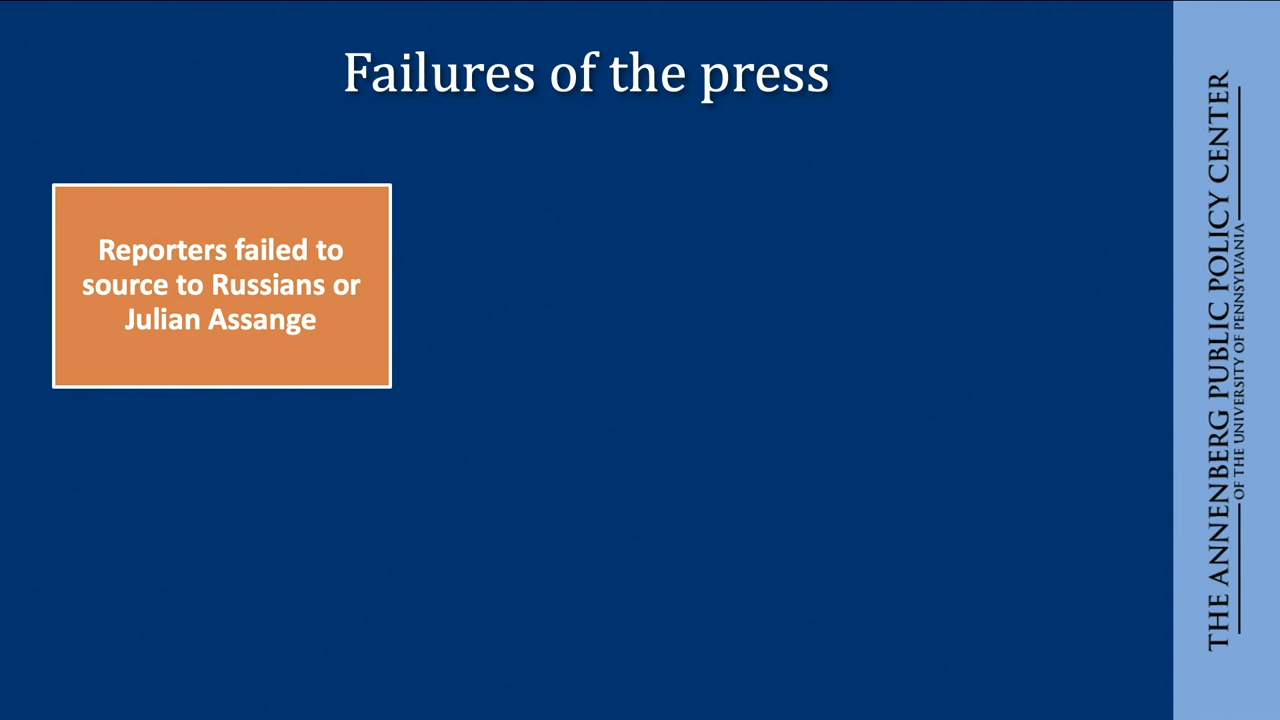 Failures of the press
Reporters failed to
source to Russians or
Julian Assange
THE ANNENBERG PUBLIC POLICY CENTER
OF THE UNIVERSITY OF PENNSYLVANIA